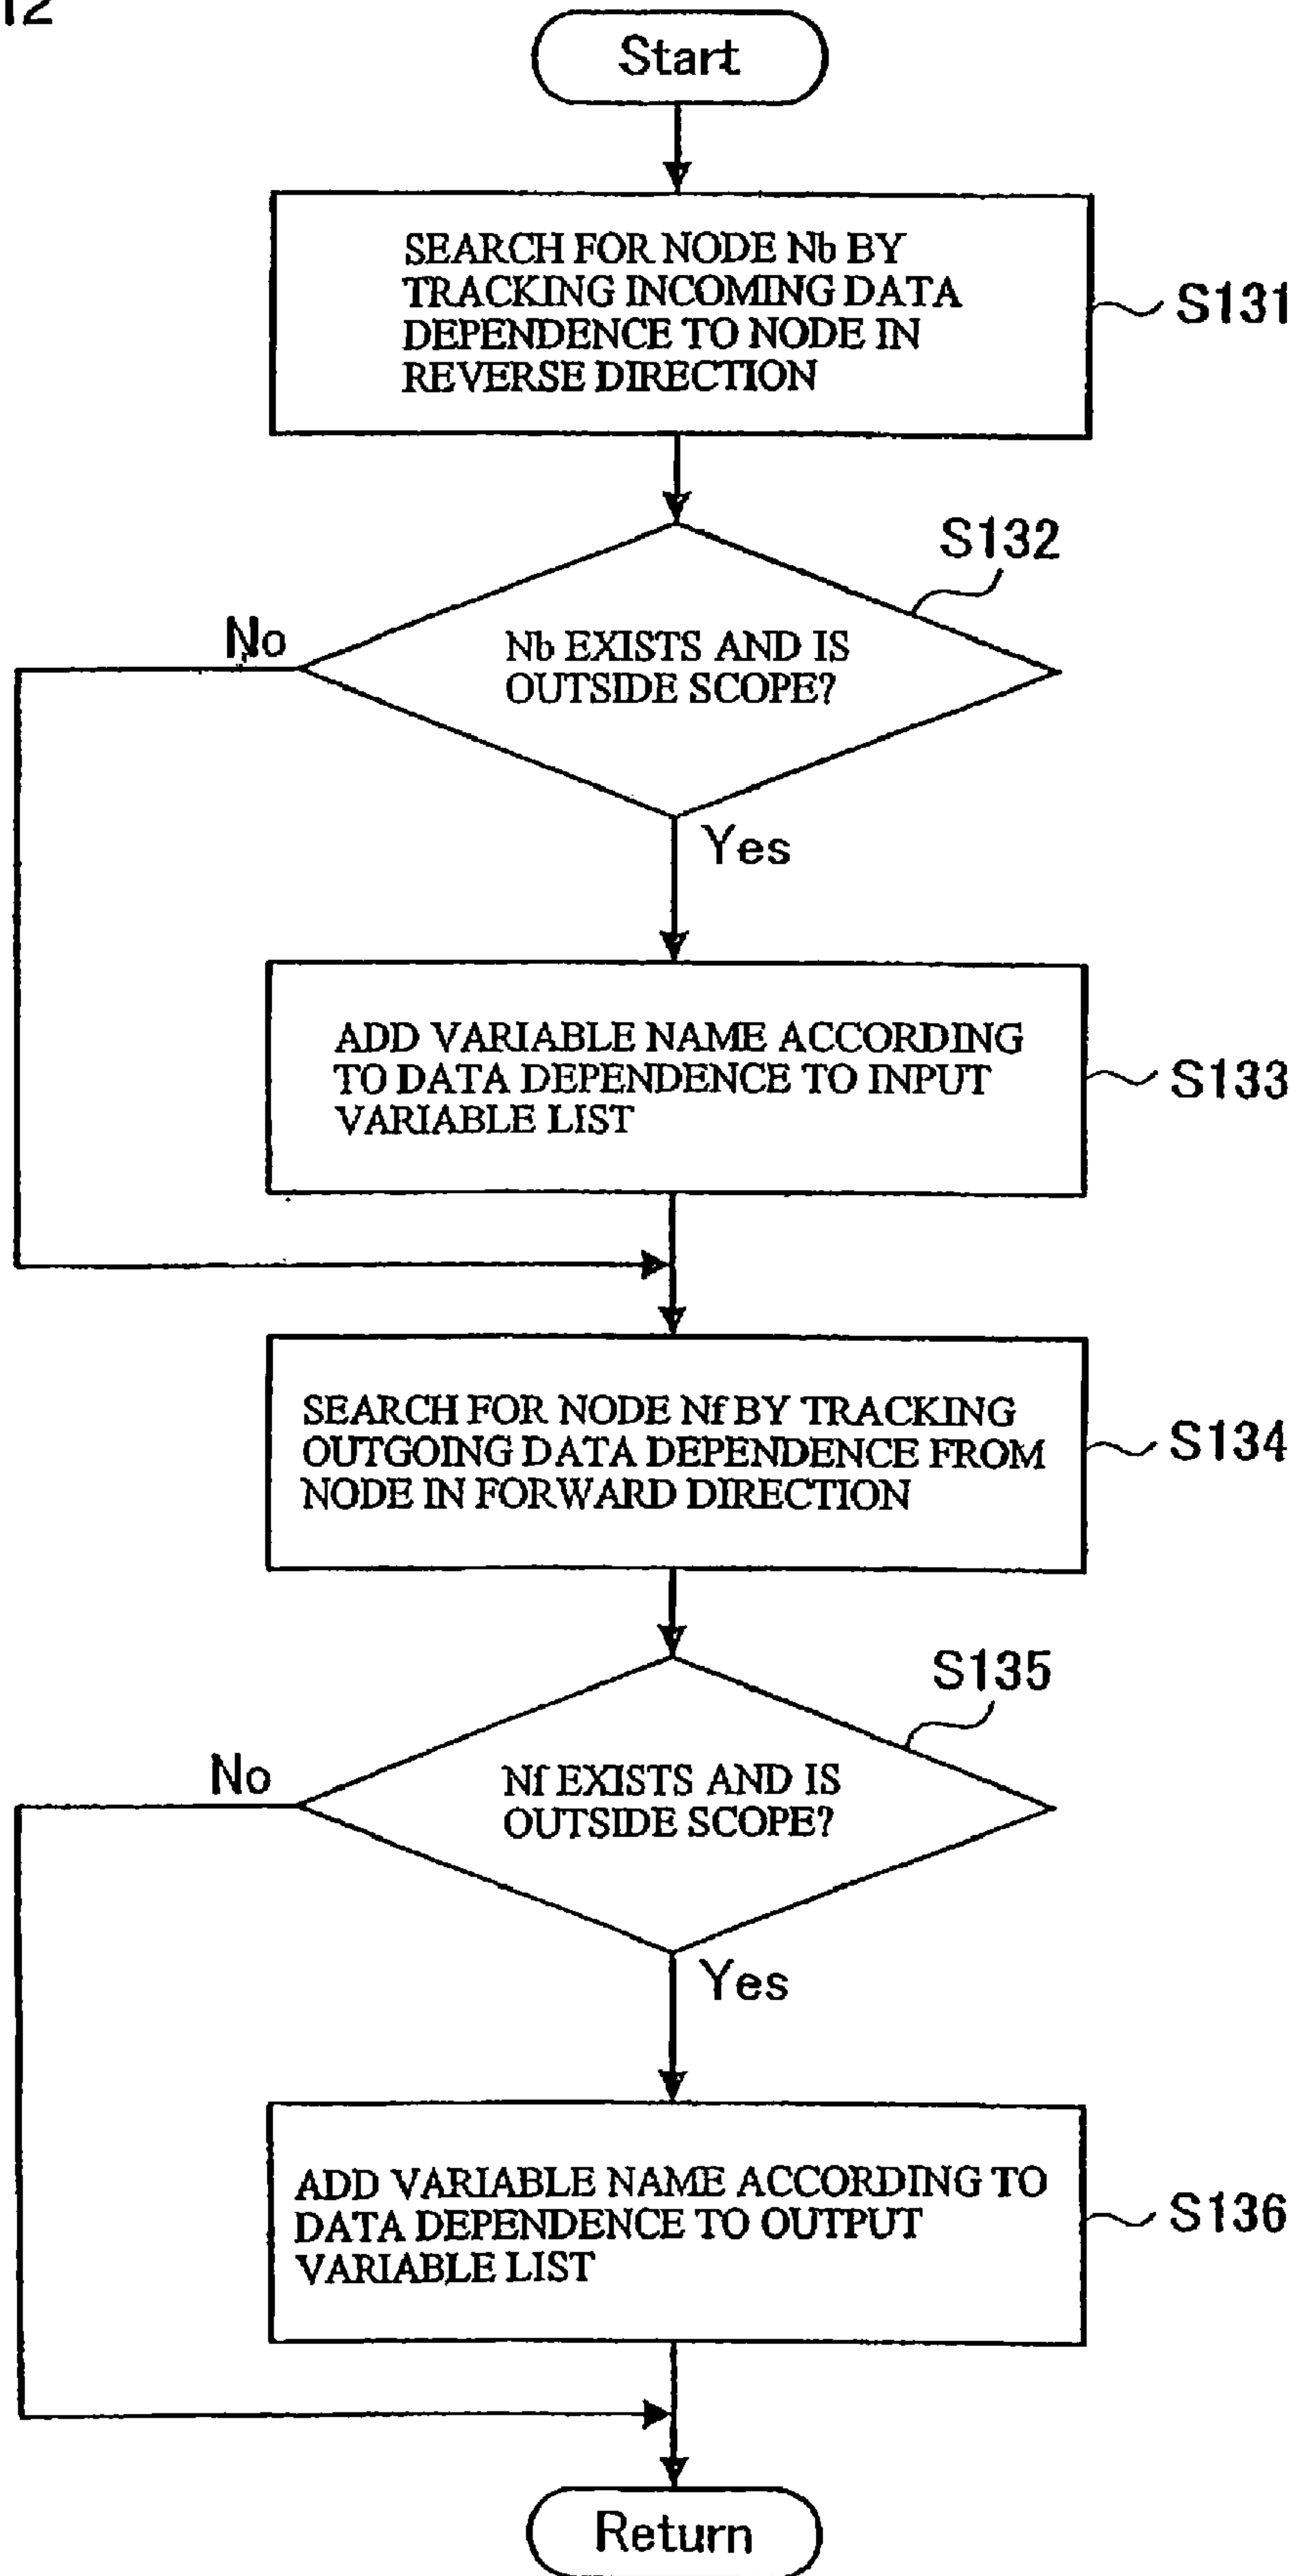 12
Start
SEARCH FOR NODE Nb BY
TRACKING INCOMING DATA
DEPENDENCE TO NODE IN
REVERSE DIRECTION
S131
S132
No
Nb EXISTS AND IS
OUTSIDE SCOPE?
Yes
ADD VARIABLE NAME ACCORDING
TO DATA DEPENDENCE TO INPUT
VARIABLE LIST
S133
SEARCH FOR NODE Nf BY TRACKING
OUTGOING DATA DEPENDENCE FROM
NODE IN FORWARD DIRECTION
S134
S135
No
Nf EXISTS AND IS
OUTSIDE SCOPE?
Yes
ADD VARIABLE NAME ACCORDING TO
DATA DEPENDENCE TO OUTPUT
VARIABLE LIST
S136
Return